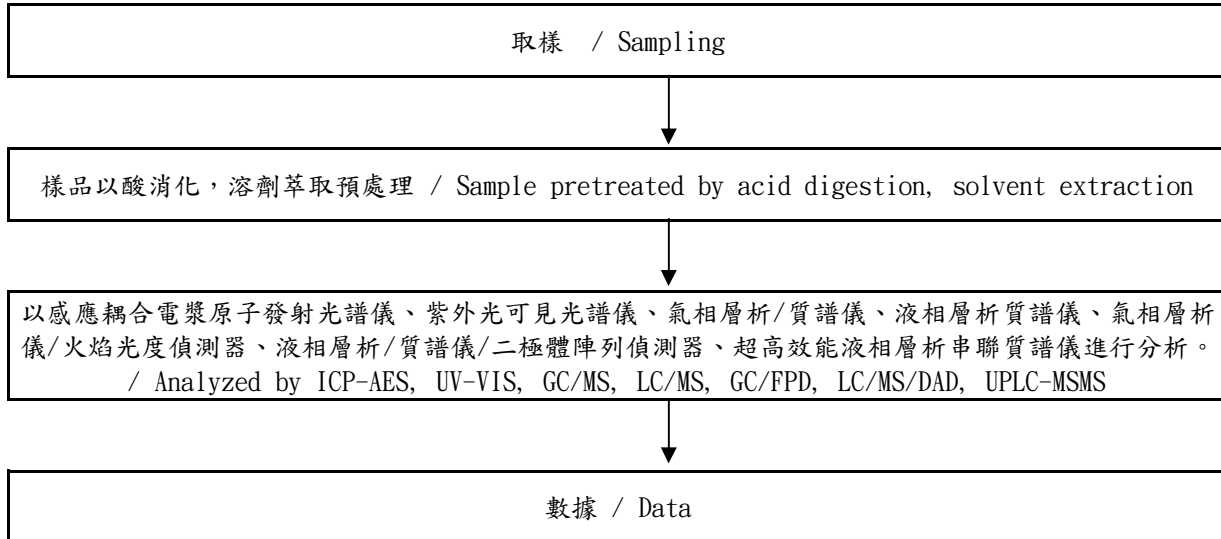 取樣 / Sampling
樣品以酸消化,溶劑萃取預處理 / Sample pretreated by acid digestion, solvent extraction
以感應耦合電漿原子發射光譜儀、紫外光可見光譜儀、氣相層析/質譜儀、液相層析質譜儀、氣相層析
儀/火焰光度偵測器、液相層析/質譜儀/二極體陣列偵測器、超高效能液相層析串聯質譜儀進行分析。
/ Analyzed by ICP-AES, UV-VIS, GC/MS, LC/MS, GC/FPD, LC/MS/DAD, UPLC-MSMS
數據 / Data